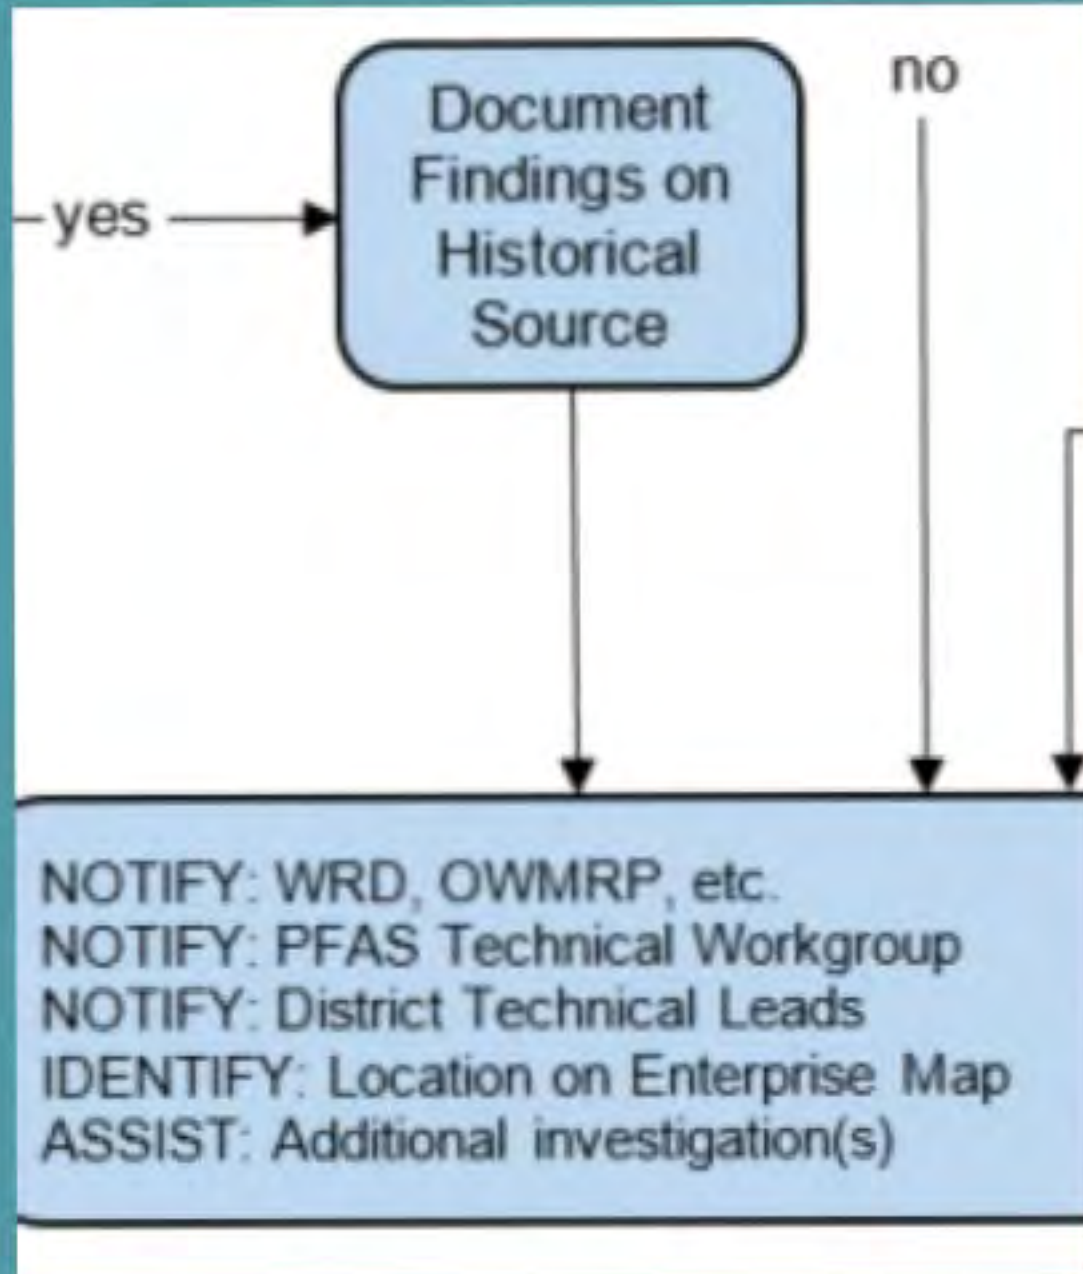 Document
Findings on
Historical
Source
no
yes
NOTIFY: WRD, OWMRP, etc.
NOTIFY: PFAS Technical Workgroup
NOTIFY: District Technical Leads
IDENTIFY: Location on Enterprise Map
ASSIST: Additional investigation(s)